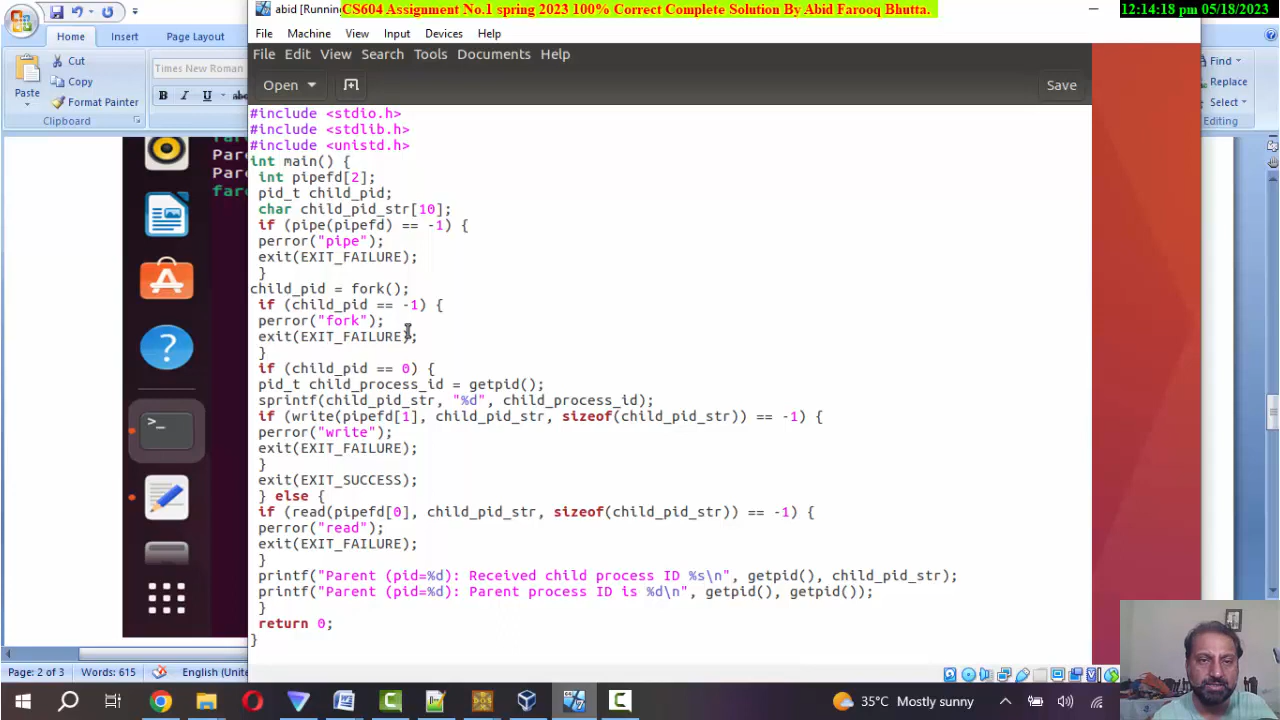 CS604 Assignment No.1 spring 2023 100% Correct Complete Solution By Abid Farooq Bhutta.
12:14:18 pm 05/18/2023
abid [Running
File Machine View Input Devices Help
Home Insert Page Layout
File Edit View Search Tools Documents Help
Cut
Copy
Format Painter
Paste
Clipboard
Times New Roman
B I U
Find
Replace
Select
Editing
Open
Save
#include <stdio.h>
#include <stdlib.h>
#include <unistd.h>
int main() {
int pipefd[2];
pid_t child_pid;
char child_pid_str[10];
if (pipe(pipefd) == -1) {
perror("pipe");
exit(EXIT_FAILURE);
}
child_pid = fork();
if (child_pid == -1) {
perror("fork");
exit(EXIT_FAILURE);
}
if (child_pid == 0) {
pid_t child_process_id = getpid();
sprintf(child_pid_str, "%d", child_process_id);
if (write(pipefd[1], child_pid_str, sizeof(child_pid_str)) == -1) {
perror("write");
exit(EXIT_FAILURE);
}
exit(EXIT_SUCCESS);
} else {
if (read(pipefd[0], child_pid_str, sizeof(child_pid_str)) == -1) {
perror("read");
exit(EXIT_FAILURE);
}
printf("Parent (pid=%d): Received child process ID %s\n", getpid(), child_pid_str);
printf("Parent (pid=%d): Parent process ID is %d\n", getpid(), getpid());
}
return 0;
}
Page: 2 of 3 Words: 615 English (Unite
35°C Mostly sunny